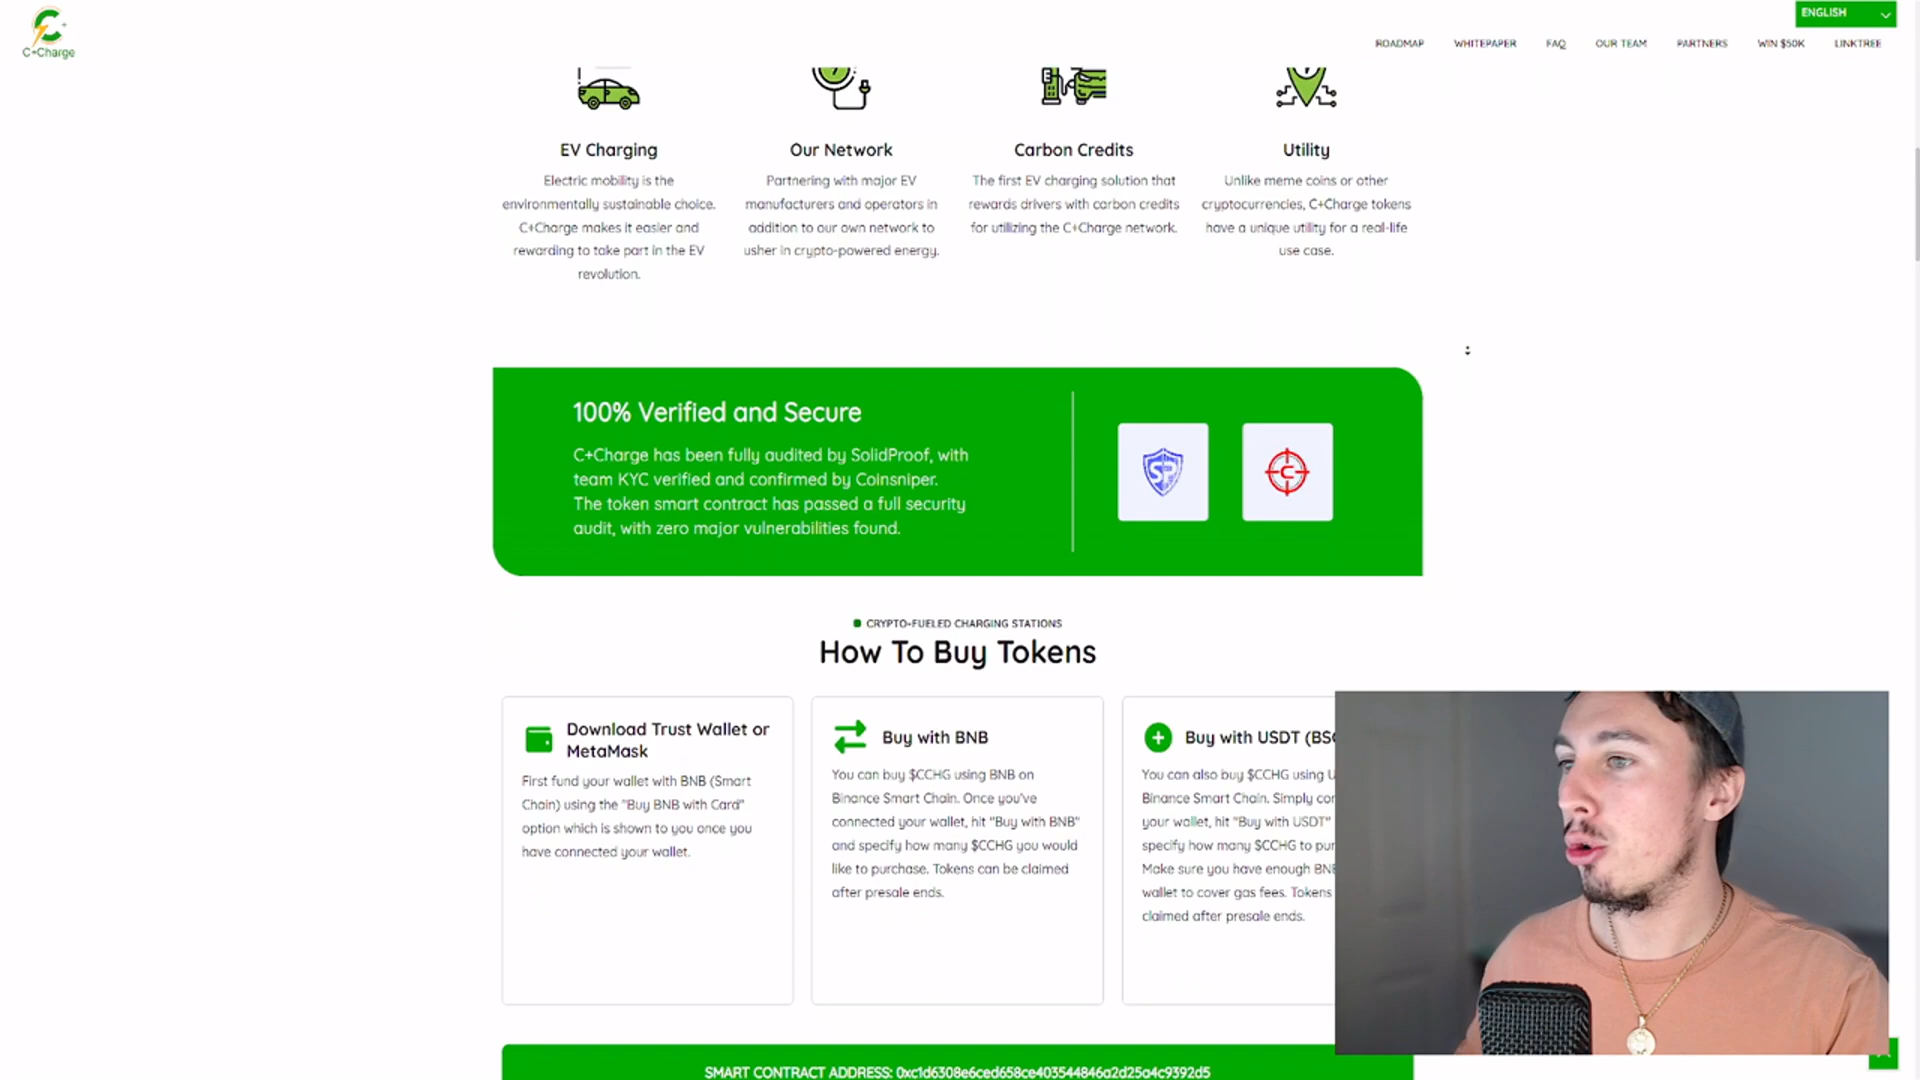 C+Charge
ENGLISH
ROADMAP
WHITEPAPER
FAQ
OUR TEAM
PARTNERS
WIN $50K
LINKTREE
EV Charging
Electric mobility is the
environmentally sustainable choice.
C+Charge makes it easier and
rewarding to take part in the EV
revolution.
Our Network
Partnering with major EV
manufacturers and operators in
addition to our own network to
usher in crypto-powered energy.
Carbon Credits
The first EV charging solution that
rewards drivers with carbon credits
for utilizing the C+Charge network.
Utility
Unlike meme coins or other
cryptocurrencies, C+Charge tokens
have a unique utility for a real-life
use case.
100% Verified and Secure
C+Charge has been fully audited by SolidProof, with
team KYC verified and confirmed by Coinsniper.
The token smart contract has passed a full security
audit, with zero major vulnerabilities found.
CRYPTO-FUELED CHARGING STATIONS
How To Buy Tokens
Download Trust Wallet or
MetaMask
First fund your wallet with BNB (Smart
Chain) using the "Buy BNB with Card"
option which is shown to you once you
have connected your wallet.
Buy with BNB
You can buy $CCHG using BNB on
Binance Smart Chain. Once you've
connected your wallet, hit "Buy with BNB"
and specify how many $CCHG you would
like to purchase. Tokens can be claimed
after presale ends.
Buy with USDT (BSC
You can also buy $CCHG using U
Binance Smart Chain. Simply con
your wallet, hit "Buy with USDT"
specify how many $CCHG to pur
Make sure you have enough BNB
wallet to cover gas fees. Tokens
claimed after presale ends.
SMART CONTRACT ADDRESS: 0xc1d6308e6ced658ce403544846a2d25a4c9392d5